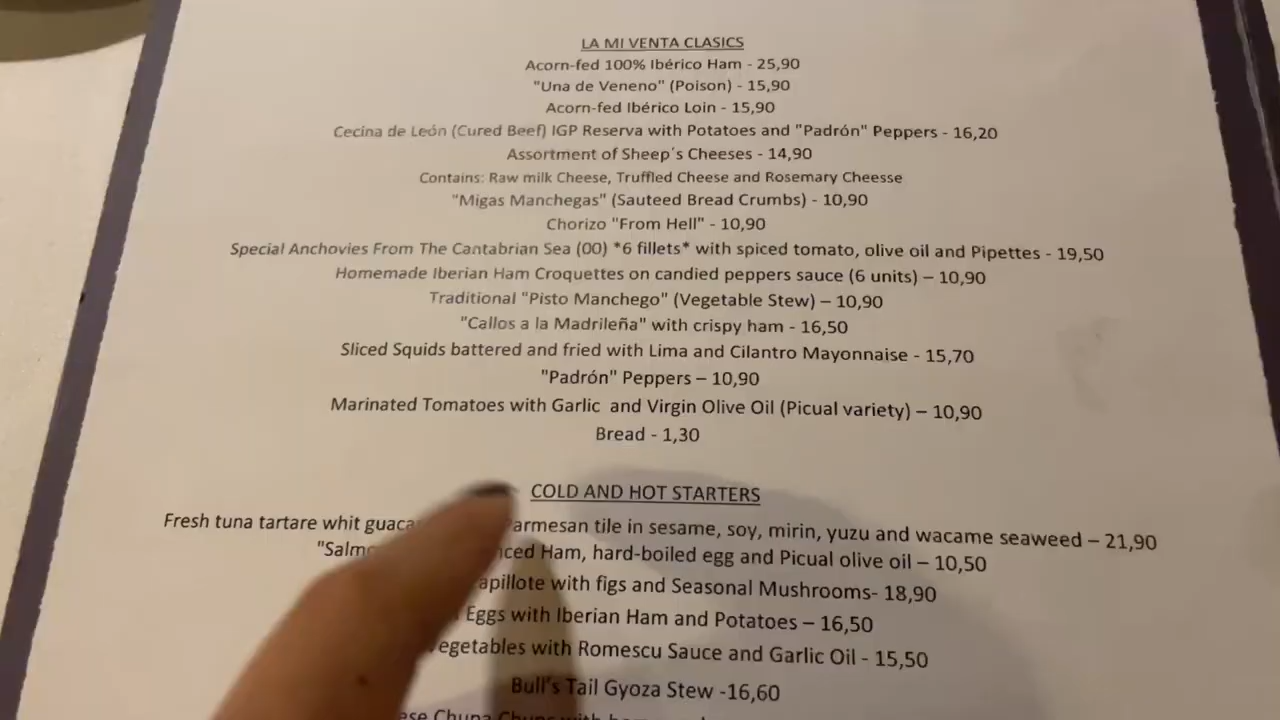 LA MI VENTA CLASICS
Acorn-fed 100% Ibérico Ham - 25,90
"Una de Veneno" (Poison) - 15,90
Acorn-fed Ibérico Loin - 15,90
Cecina de León (Cured Beef) IGP Reserva with Potatoes and "Padrón" Peppers - 16,20
Assortment of Sheep's Cheeses - 14,90
Contains: Raw milk Cheese, Truffled Cheese and Rosemary Cheesse
"Migas Manchegas" (Sauteed Bread Crumbs) - 10,90
Chorizo "From Hell" - 10,90
Special Anchovies From The Cantabrian Sea (00) *6 fillets* with spiced tomato, olive oil and Pipettes - 19,50
Homemade Iberian Ham Croquettes on candied peppers sauce (6 units) – 10,90
Traditional "Pisto Manchego" (Vegetable Stew) – 10,90
"Callos a la Madrileña" with crispy ham - 16,50
Sliced Squids battered and fried with Lima and Cilantro Mayonnaise - 15,70
"Padrón" Peppers – 10,90
Marinated Tomatoes with Garlic and Virgin Olive Oil (Picual variety) – 10,90
Bread - 1,30
COLD AND HOT STARTERS
Fresh tuna tartare whit Parmesan tile in sesame, soy, mirin, yuzu and wacame seaweed – 21,90
Ham, hard-boiled egg and Picual olive oil – 10,50
with figs and Seasonal Mushrooms- 18,90
Eggs with Iberian Ham and Potatoes – 16,50
with Romescu Sauce and Garlic Oil - 15,50
Bull's Tail Gyoza Stew -16,60